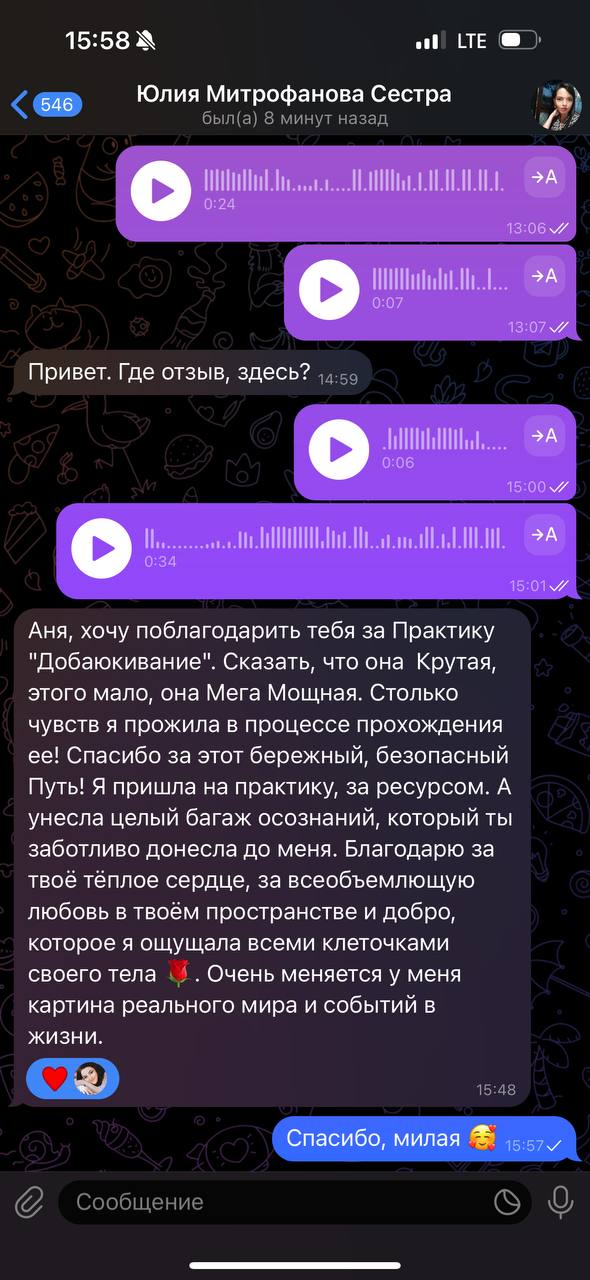 15:58
LTE
546
Юлия Митрофанова Сестра
был(а) 8 минут назад
→A
0:24
13:06
→A
0:07
13:07
Привет. Где отзыв, здесь? 14:59
→A
0:06
15:00
→A
0:34
15:01
Аня, хочу поблагодарить тебя за Практику
"Добаюкивание". Сказать, что она Крутая,
этого мало, она Мега Мощная. Столько
чувств я прожила в процессе прохождения
ее! Спасибо за этот бережный, безопасный
Путь! Я пришла на практику, за ресурсом. А
унесла целый багаж осознаний, который ты
заботливо донесла до меня. Благодарю за
твоё тёплое сердце, за всеобъемлющую
любовь в твоём пространстве и добро,
которое я ощущала всеми клеточками
своего тела 🌹. Очень меняется у меня
картина реального мира и событий в
жизни.
15:48
Спасибо, милая 🥰 15:57
Сообщение